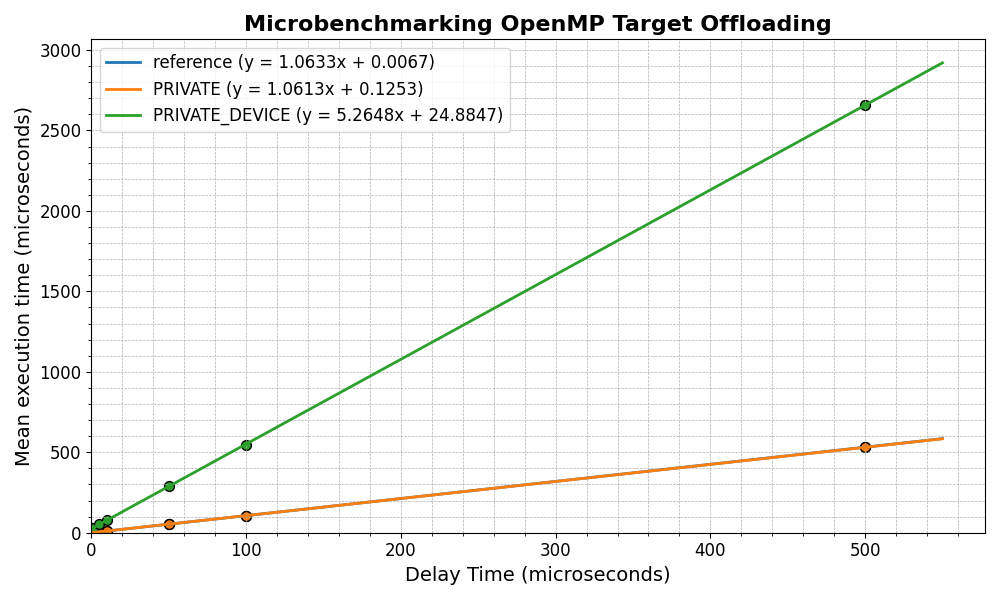 Microbenchmarking OpenMP Target Offloading
reference (y = 1.0633x + 0.0067)
PRIVATE (y = 1.0613x + 0.1253)
PRIVATE_DEVICE (y = 5.2648x + 24.8847)
Mean execution time (microseconds)
3000
2500
2000
1500
1000
500
0
0 100 200 300 400 500
Delay Time (microseconds)